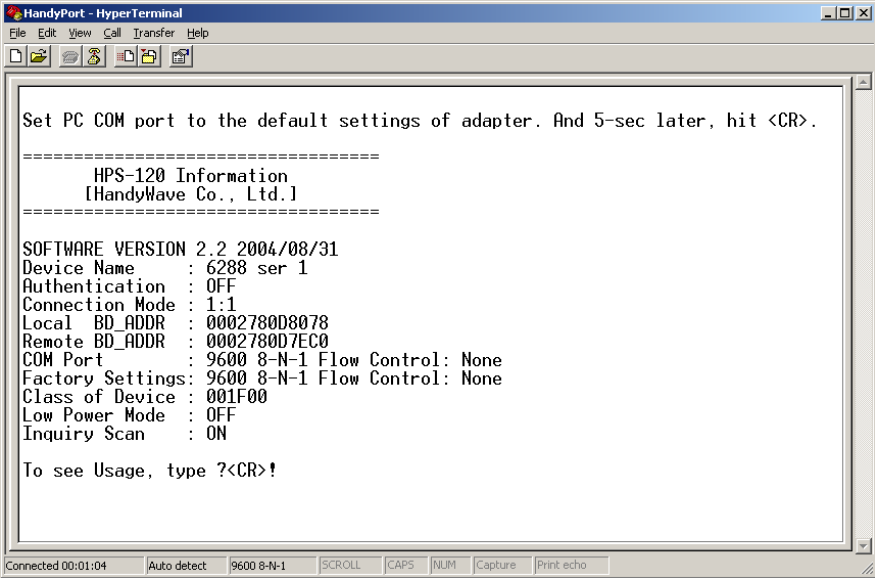 HandyPort - HyperTerminal
File Edit View Call Transfer Help
Set PC COM port to the default settings of adapter. And 5-sec later, hit <CR>.
===================================
HPS-120 Information
[HandyWave Co., Ltd.]
===================================
SOFTWARE VERSION 2.2 2004/08/31
Device Name : 6288 ser 1
Authentication : OFF
Connection Mode : 1:1
Local BD_ADDR : 0002780D8078
Remote BD_ADDR : 0002780D7EC0
COM Port : 9600 8-N-1 Flow Control: None
Factory Settings: 9600 8-N-1 Flow Control: None
Class of Device : 001F00
Low Power Mode : OFF
Inquiry Scan : ON
To see Usage, type ?<CR>!
Connected 00:01:04 Auto detect 9600 8-N-1 SCROLL CAPS NUM Capture Print echo